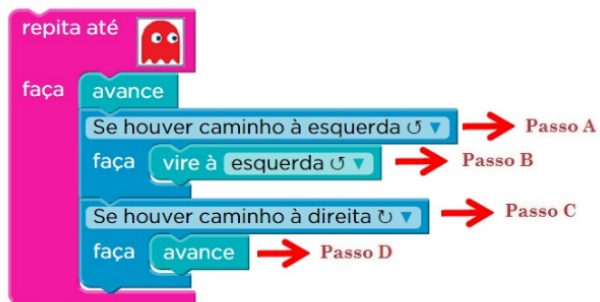 repita até
faça avance
Se houver caminho à esquerda ↺ ▼ Passo A
faça vire à esquerda ↺ ▼ Passo B
Se houver caminho à direita ↻ ▼ Passo C
faça avance Passo D